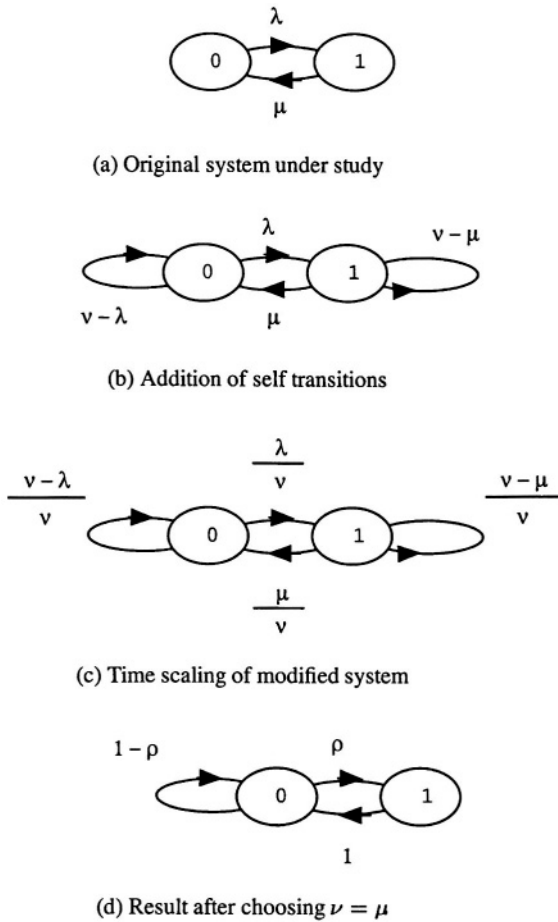 λ
0 1
μ
(a) Original system under study
λ
ν − μ
0 1
ν − λ
μ
(b) Addition of self transitions
λ
ν
ν − λ
ν
ν − μ
ν
0 1
μ
ν
(c) Time scaling of modified system
1 − ρ
ρ
0 1
1
(d) Result after choosing ν = μ